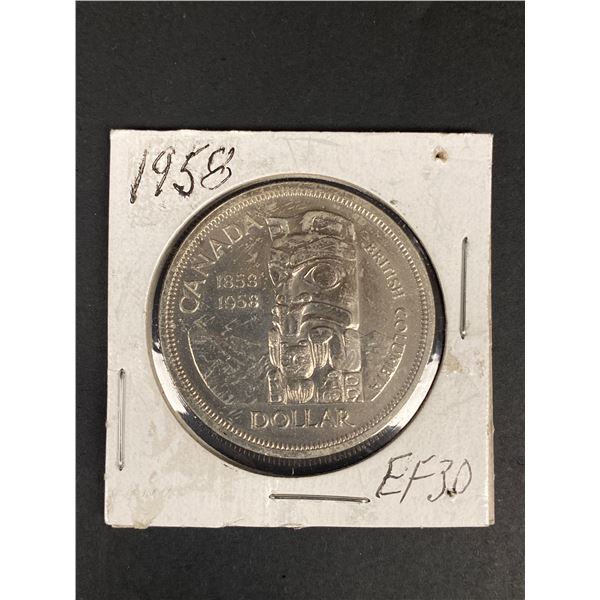 1958
CANADA
1858
1958
BRITISH COLUMBIA
DOLLAR
EF30